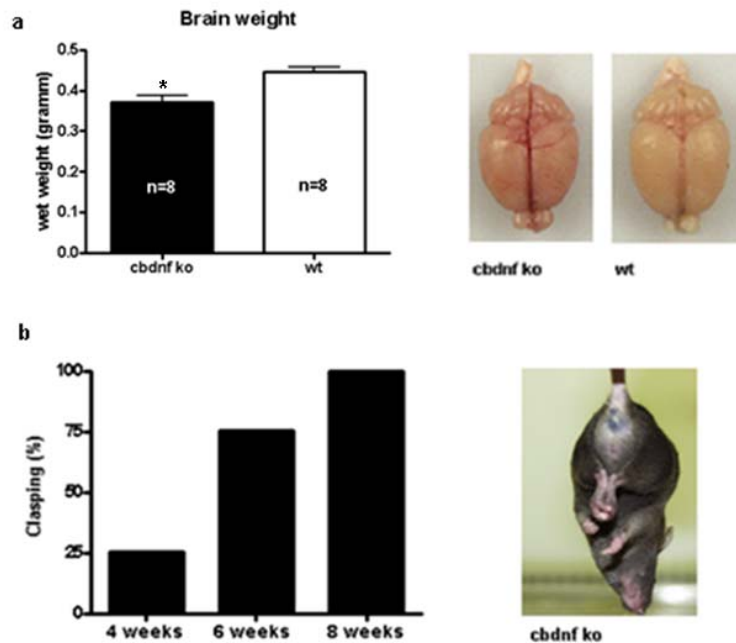 a
Brain weight
wet weight (gramm)
0.5
0.4
0.3
0.2
0.1
0.0
*
n=8
n=8
cbdnf ko
wt
cbdnf ko
wt
b
Clasping (%)
100
75
50
25
0
4 weeks
6 weeks
8 weeks
cbdnf ko